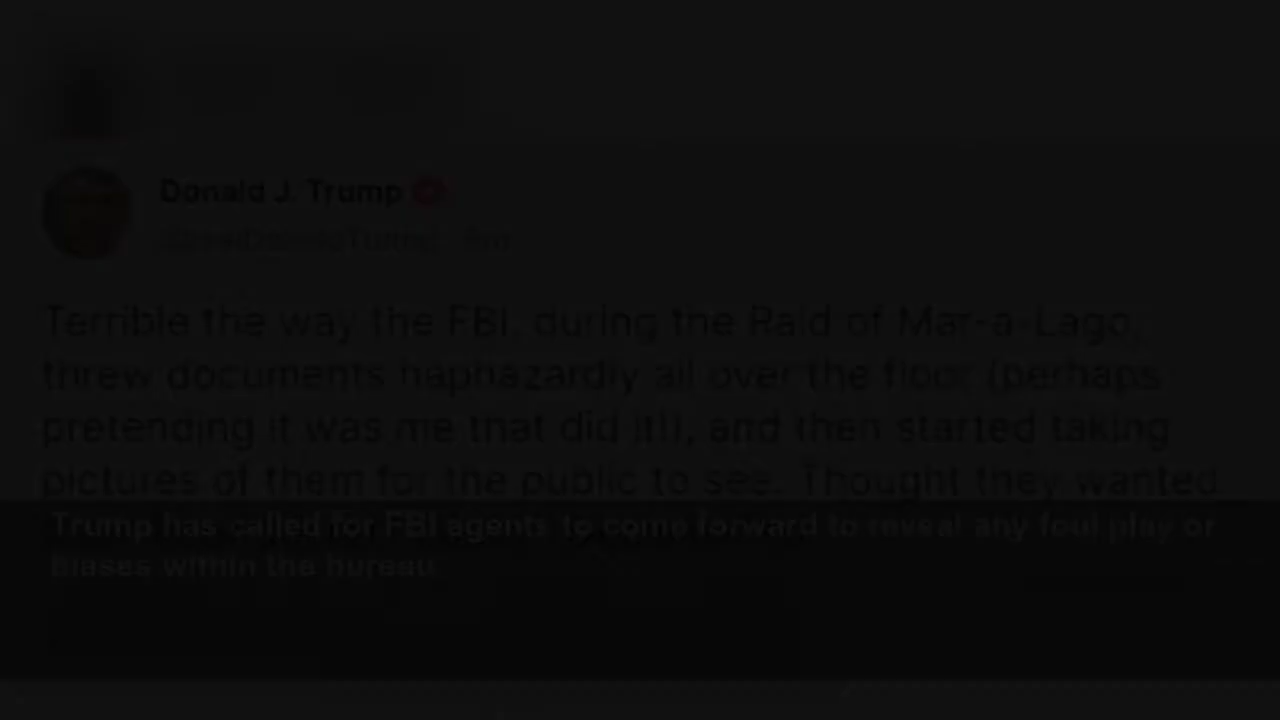 Donald J. Trump
Terrible the way the FBI, during the Raid of Mar-a-Lago,
threw documents haphazardly all over the floor (perhaps
pretending it was me that did it!), and then started taking
pictures of them for the public to see. Thought they wanted
Trump has called for FBI agents to come forward to reveal any foul play or
biases within the bureau.